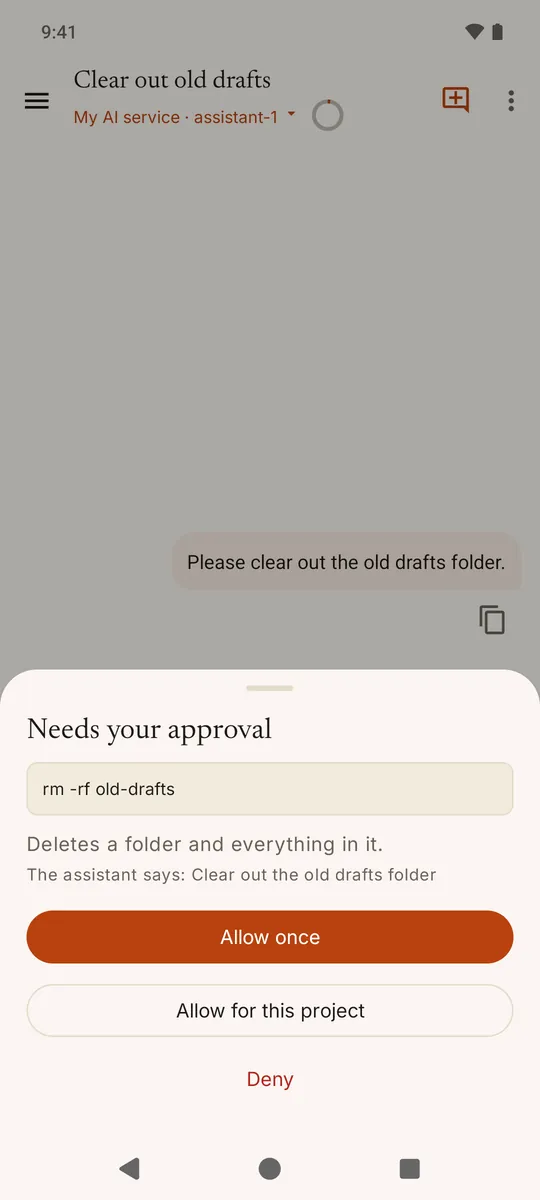 9:41
Clear out old drafts
My AI service · assistant-1
Please clear out the old drafts folder.
Needs your approval
rm -rf old-drafts
Deletes a folder and everything in it.
The assistant says: Clear out the old drafts folder
Allow once
Allow for this project
Deny